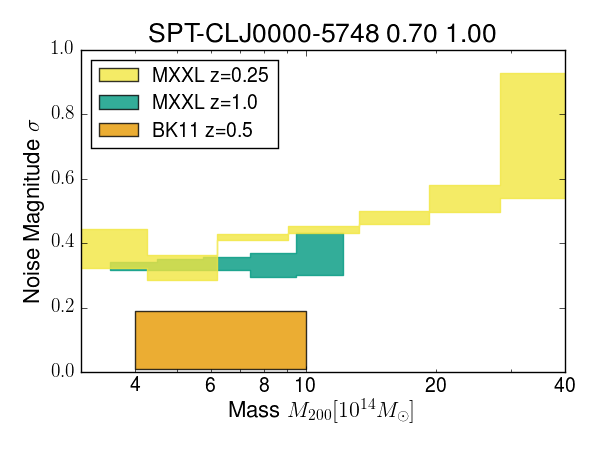 SPT-CLJ0000-5748 0.70 1.00
MXXL z=0.25
MXXL z=1.0
BK11 z=0.5
Noise Magnitude σ
1.0
0.8
0.6
0.4
0.2
0.0
4 6 8 10 20 40
Mass M₂₀₀[10¹⁴M☉]